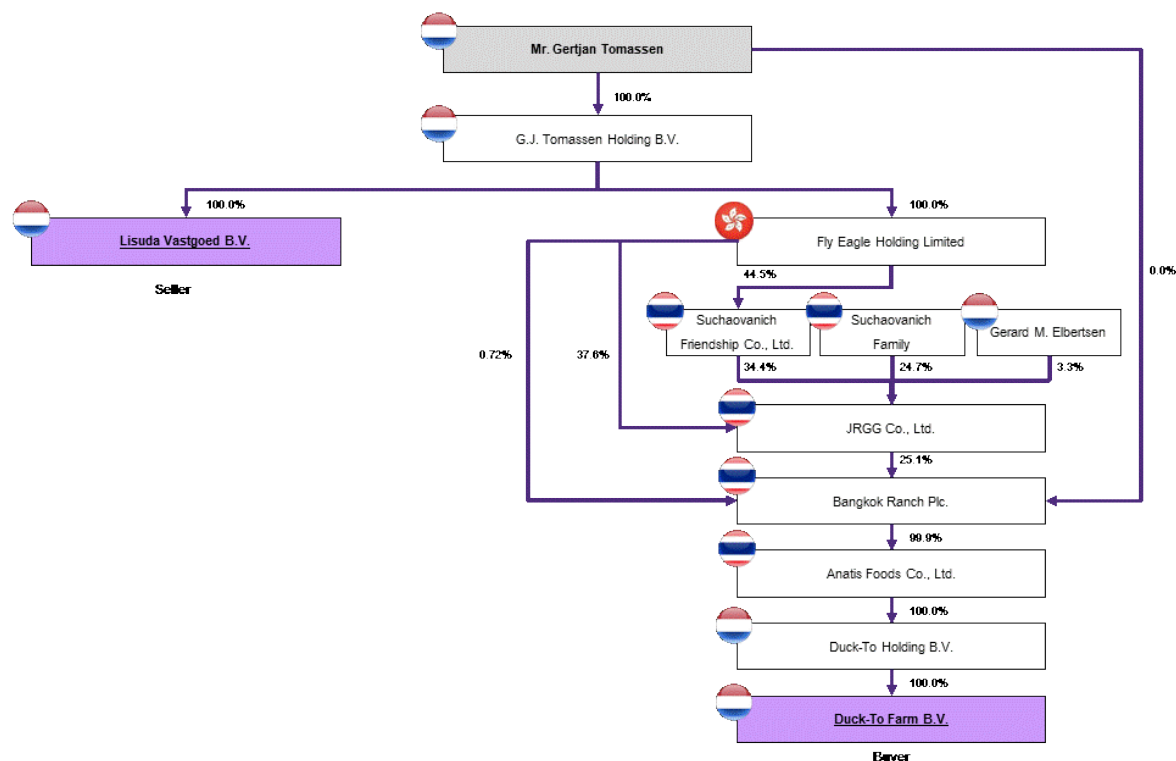 Mr. Gertjan Tomassen
100.0%
G.J. Tomassen Holding B.V.
100.0%
100.0%
Lisuda Vastgoed B.V.
Fly Eagle Holding Limited
Seller
44.5%
0.0%
Suchaovanich
Friendship Co., Ltd.
Suchaovanich
Family
Gerard M. Elbertsen
0.72%
37.6%
34.4%
24.7%
3.3%
JRGG Co., Ltd.
25.1%
Bangkok Ranch Plc.
99.9%
Anatis Foods Co., Ltd.
100.0%
Duck-To Holding B.V.
100.0%
Duck-To Farm B.V.
Buyer